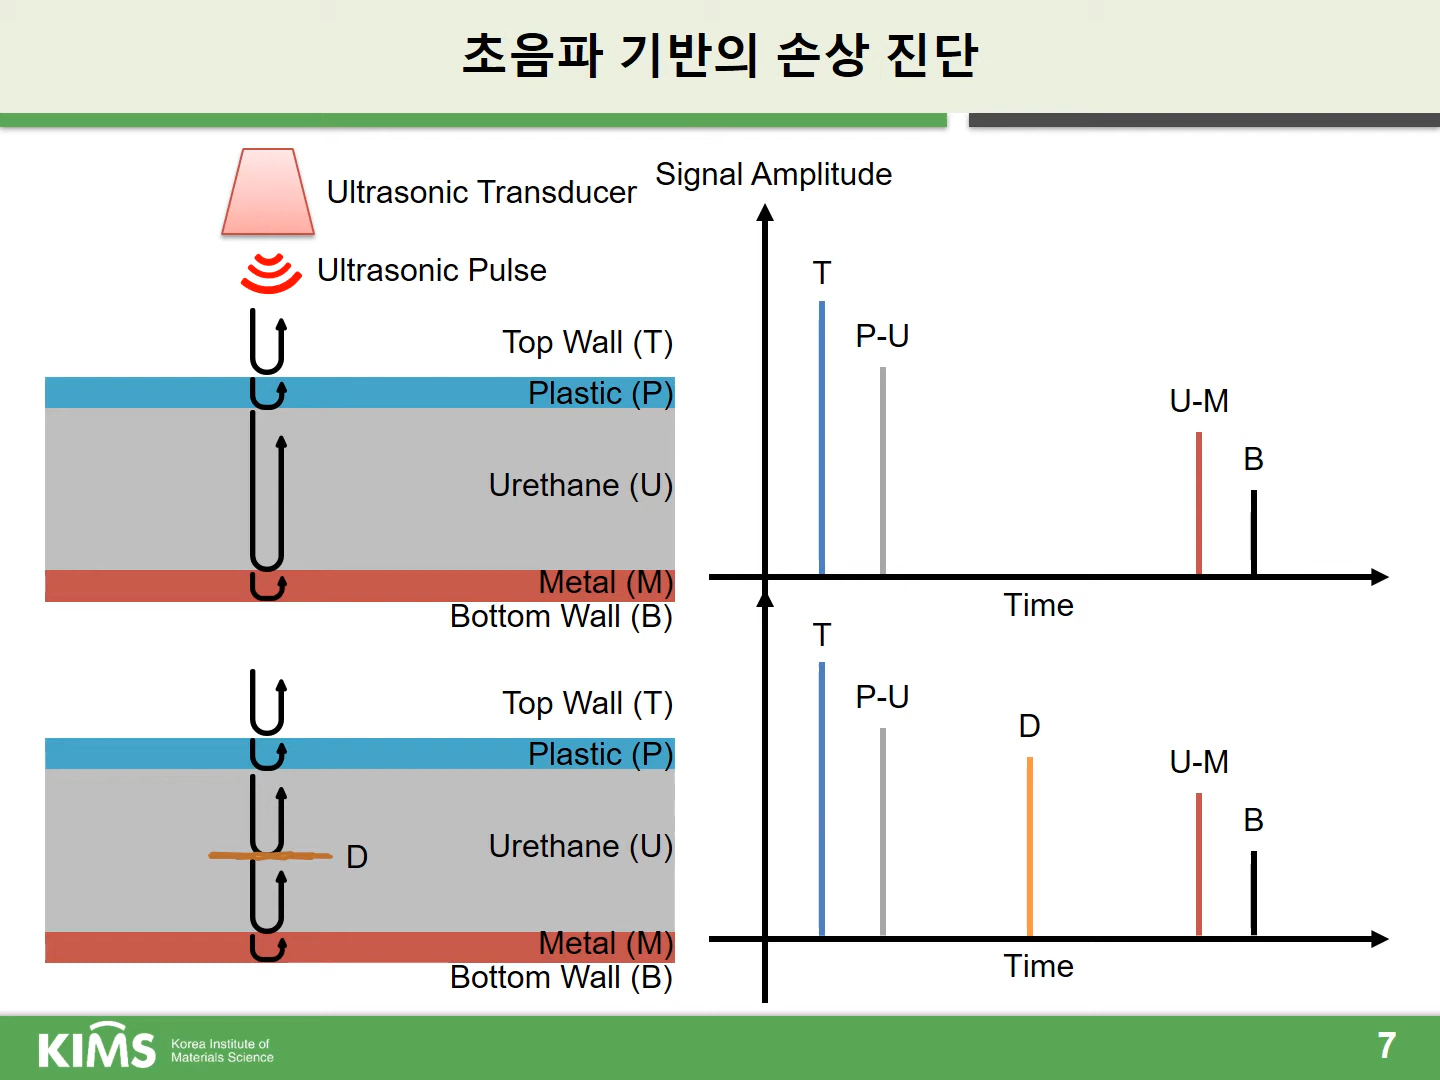 초음파 기반의 손상 진단
Ultrasonic Transducer
Ultrasonic Pulse
Top Wall (T)
Plastic (P)
Urethane (U)
Metal (M)
Bottom Wall (B)
Signal Amplitude
T
P-U
U-M
B
Time
Top Wall (T)
Plastic (P)
Urethane (U)
D
Metal (M)
Bottom Wall (B)
T
P-U
D
U-M
B
Time
KIMS
Korea Institute of
Materials Science
7